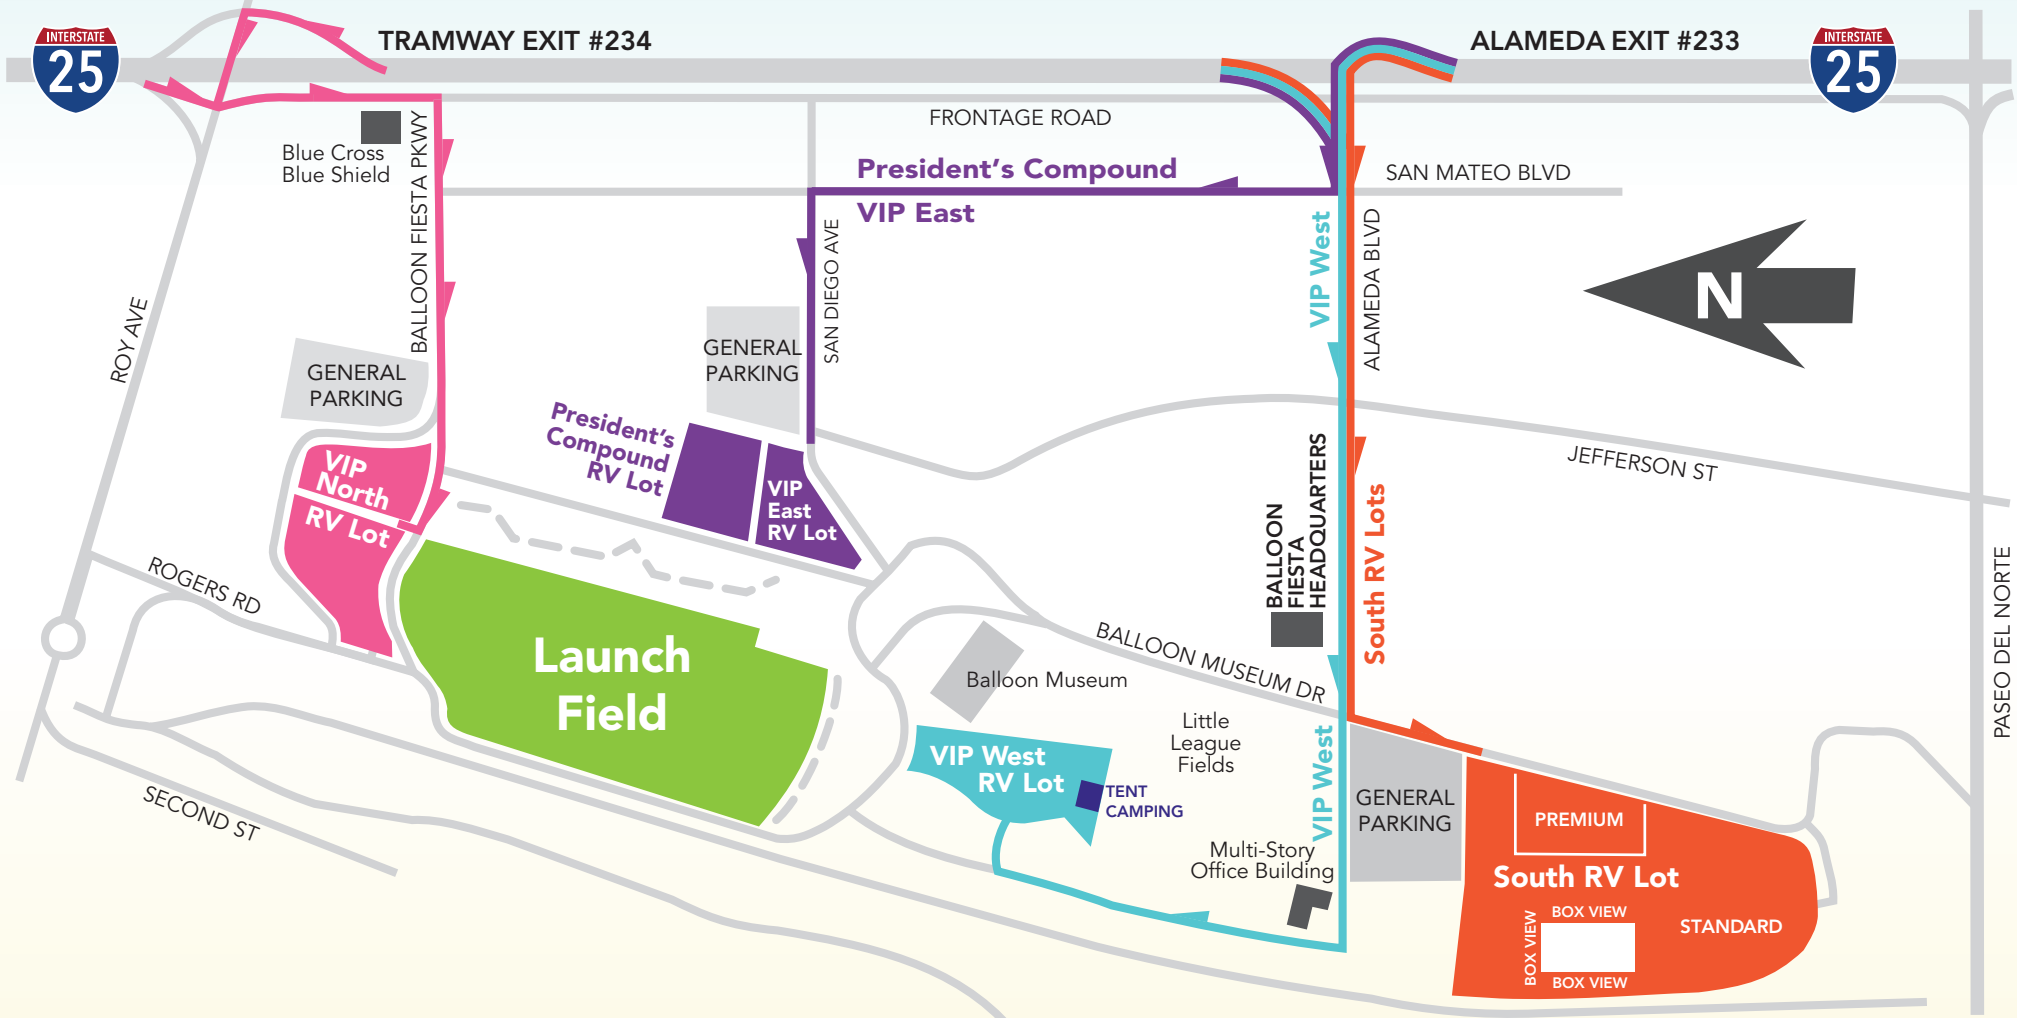 INTERSTATE
25
TRAMWAY EXIT #234
ALAMEDA EXIT #233
INTERSTATE
25
FRONTAGE ROAD
Blue Cross
Blue Shield
BALLOON FIESTA PKWY
President's Compound
VIP East
SAN MATEO BLVD
SAN DIEGO AVE
VIP West
ALAMEDA BLVD
N
ROY AVE
GENERAL
PARKING
GENERAL
PARKING
President's
Compound
RV Lot
VIP
East
RV Lot
VIP
North
RV Lot
JEFFERSON ST
BALLOON
FIESTA
HEADQUARTERS
South RV Lots
ROGERS RD
Launch
Field
BALLOON MUSEUM DR
Balloon Museum
PASEO DEL NORTE
Little
League
Fields
VIP West
RV Lot
TENT
CAMPING
VIP West
GENERAL
PARKING
SECOND ST
Multi-Story
Office Building
PREMIUM
South RV Lot
BOX VIEW
BOX VIEW
BOX VIEW
STANDARD